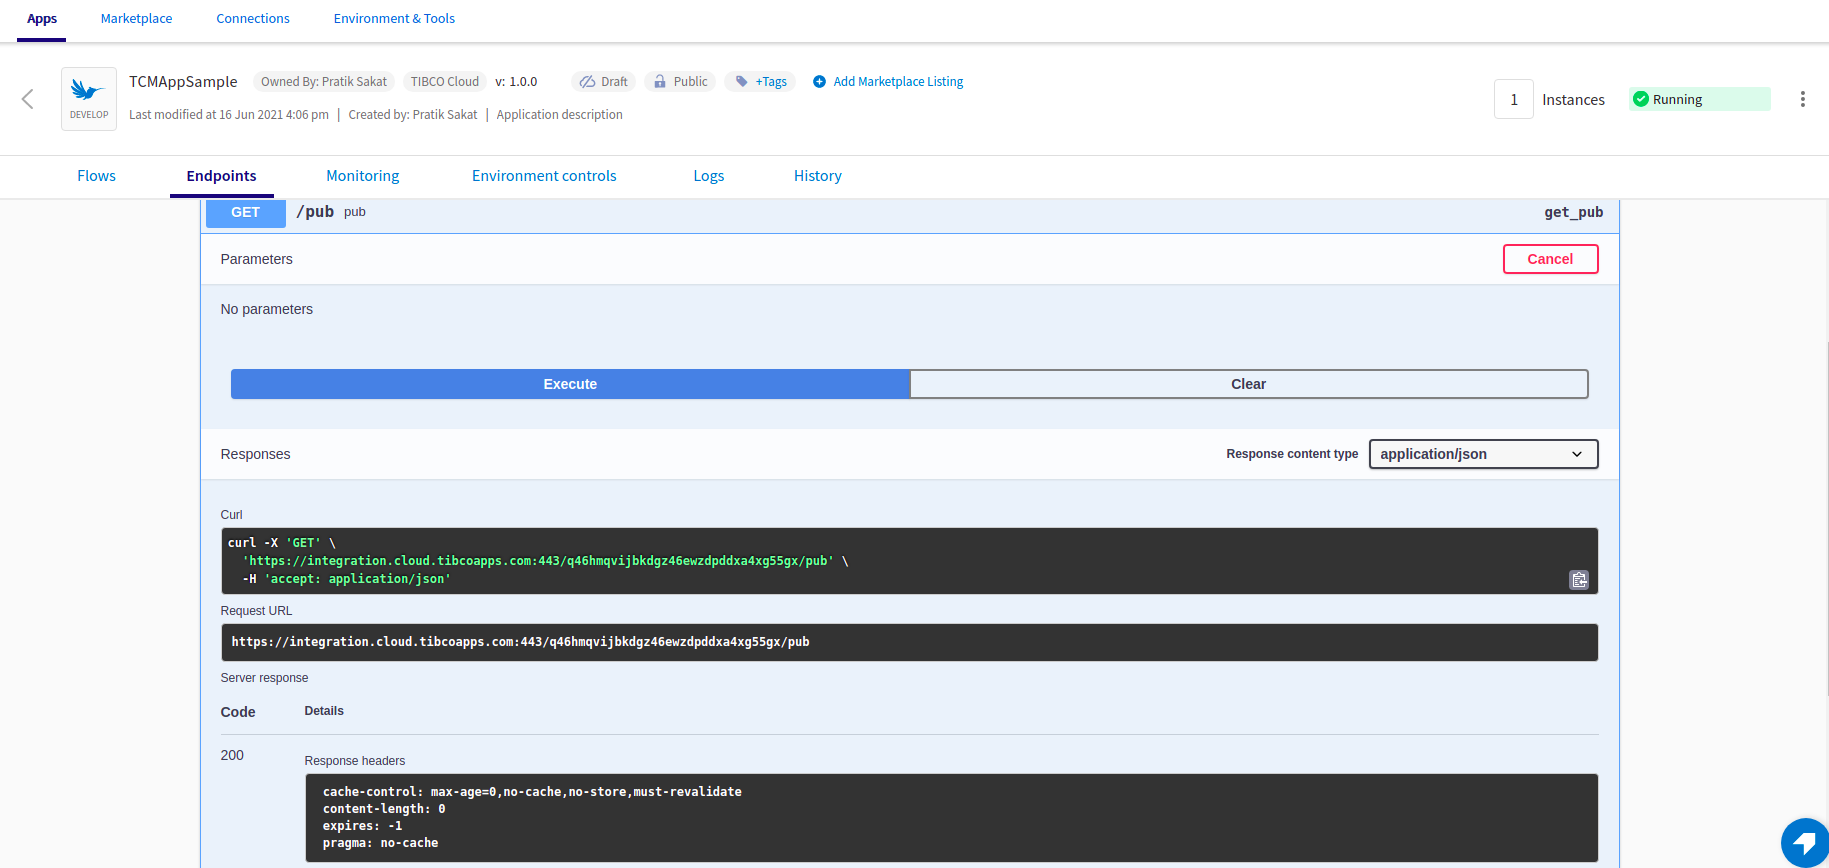 Apps Marketplace Connections Environment & Tools
TCMAppSample Owned By: Pratik Sakat TIBCO Cloud v: 1.0.0 Draft Public +Tags Add Marketplace Listing
1 Instances Running
DEVELOP
Last modified at 16 Jun 2021 4:06 pm | Created by: Pratik Sakat | Application description
Flows Endpoints Monitoring Environment controls Logs History
GET /pub pub get_pub
Parameters Cancel
No parameters
Execute Clear
Responses Response content type application/json
Curl
curl -X 'GET' \
'https://integration.cloud.tibcoapps.com:443/q46hmqvijbkdgz46ewzdpddxa4xg55gx/pub' \
-H 'accept: application/json'
Request URL
https://integration.cloud.tibcoapps.com:443/q46hmqvijbkdgz46ewzdpddxa4xg55gx/pub
Server response
Code Details
200
Response headers
cache-control: max-age=0,no-cache,no-store,must-revalidate
content-length: 0
expires: -1
pragma: no-cache